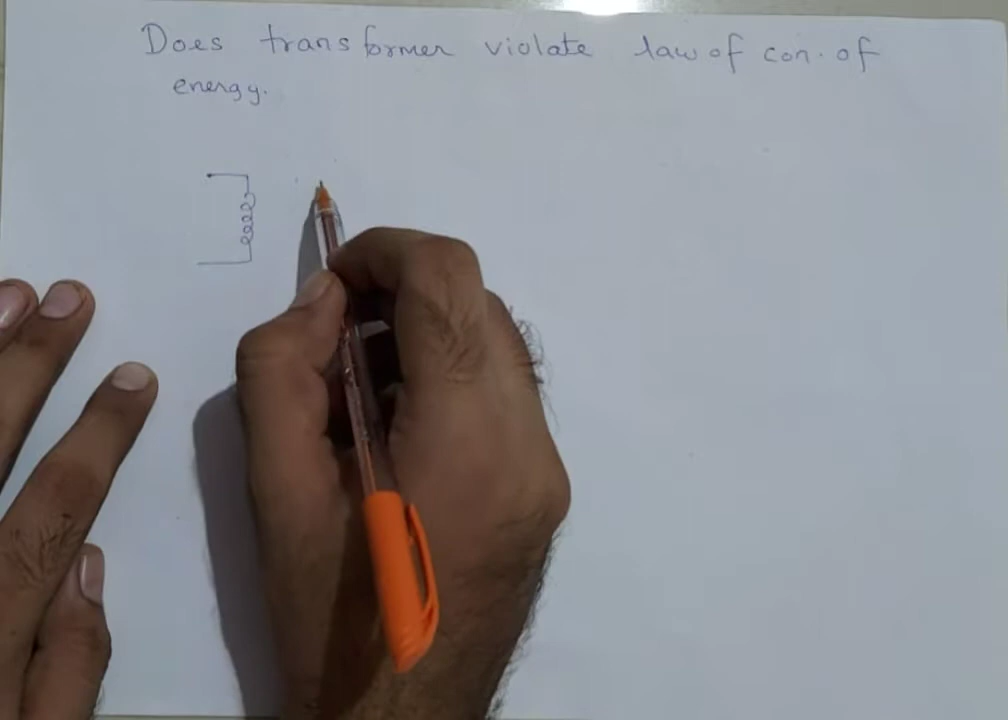 Does transformer violate law of con. of
energy.